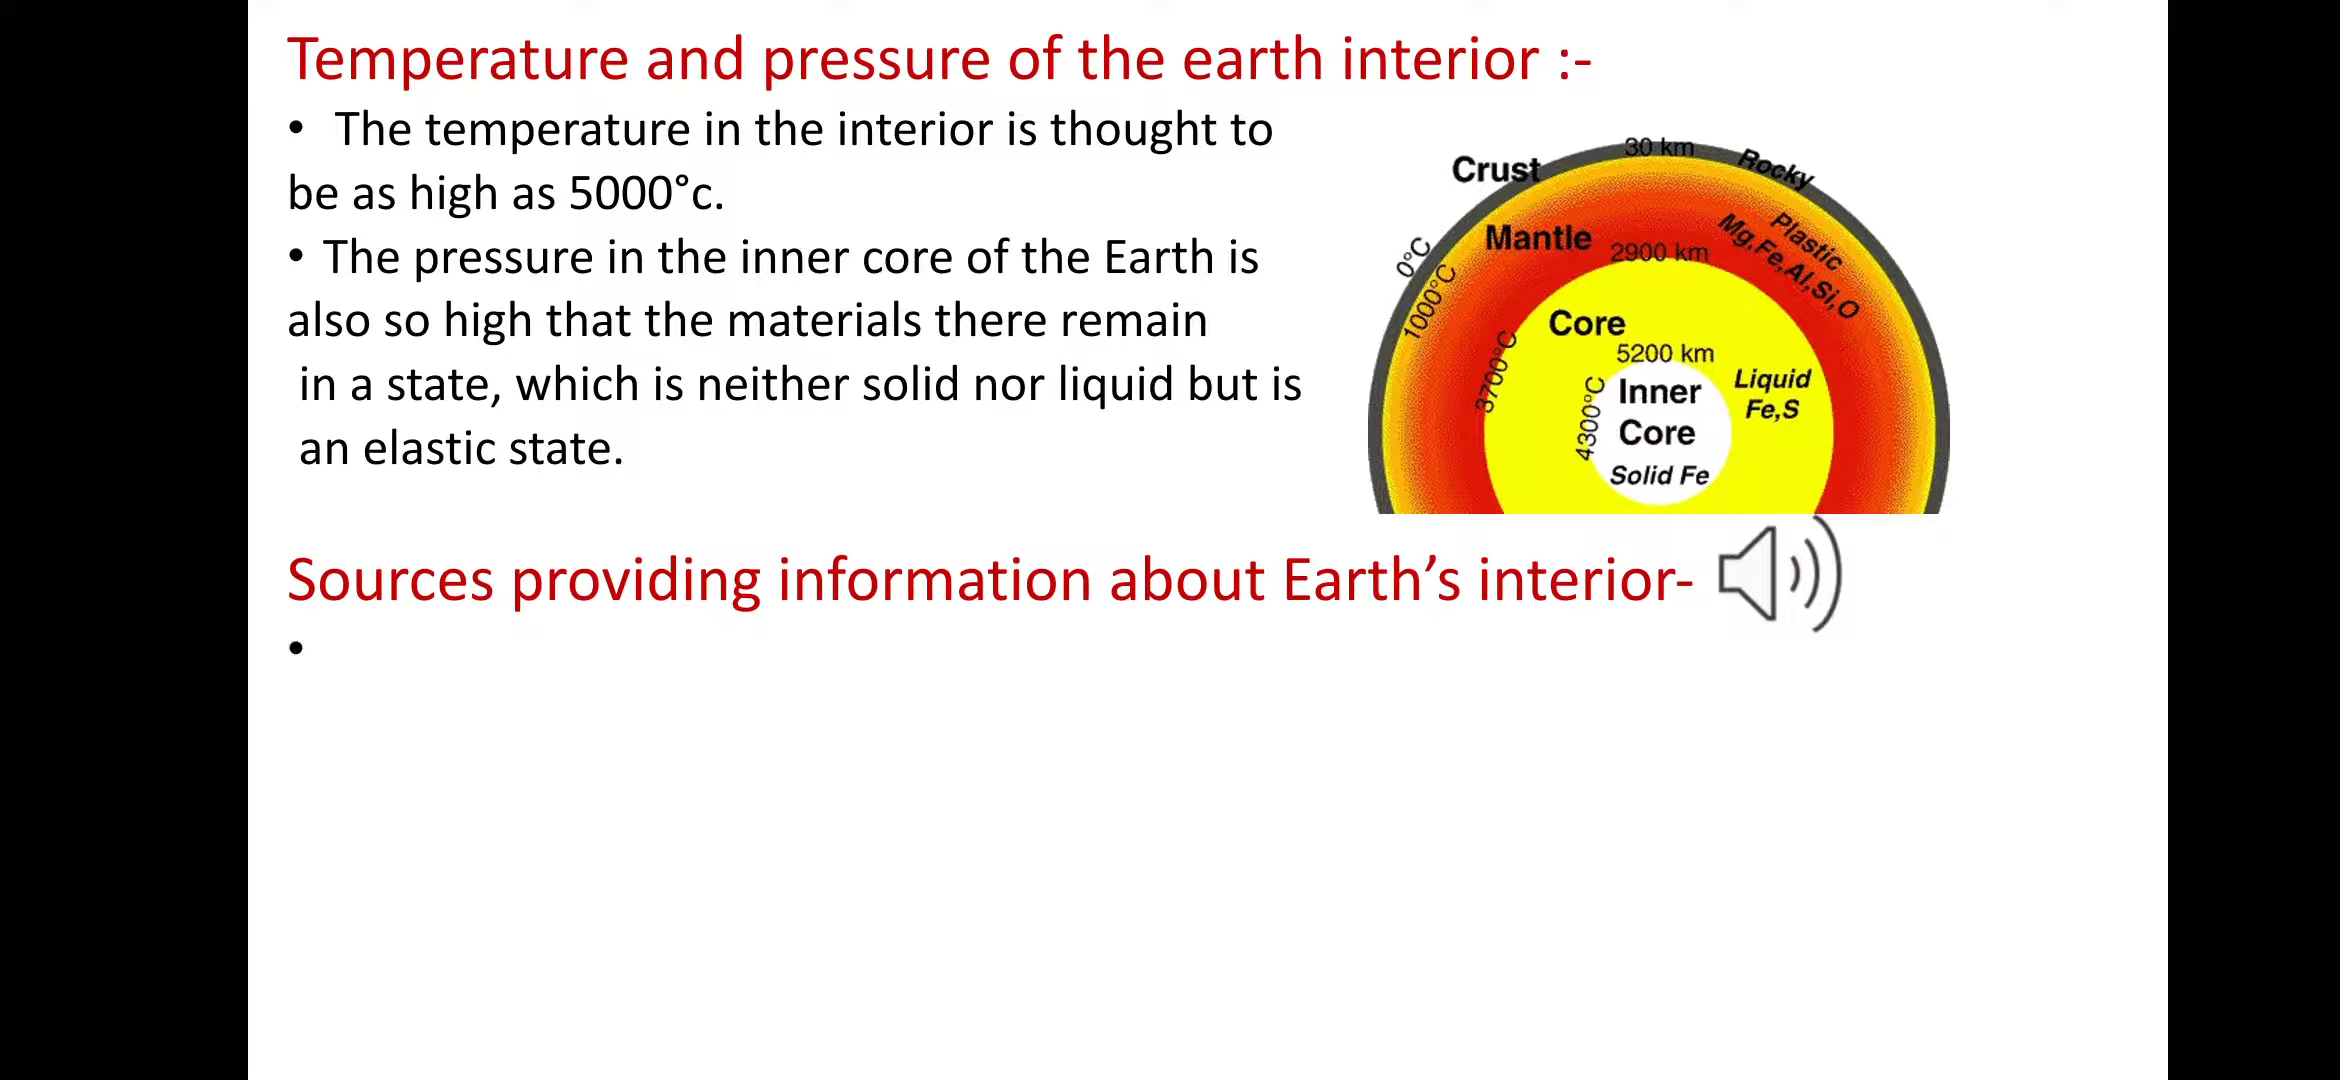 Temperature and pressure of the earth interior :-
• The temperature in the interior is thought to
be as high as 5000°c.
• The pressure in the inner core of the Earth is
also so high that the materials there remain
in a state, which is neither solid nor liquid but is
an elastic state.
30 km
Crust
Rocky
Mantle
2900 km
Plastic
Mg,Fe,Al,Si,O
0°C
1000°C
Core
5200 km
3700°C
4300°C
Inner
Core
Solid Fe
Liquid
Fe,S
Sources providing information about Earth’s interior-
•